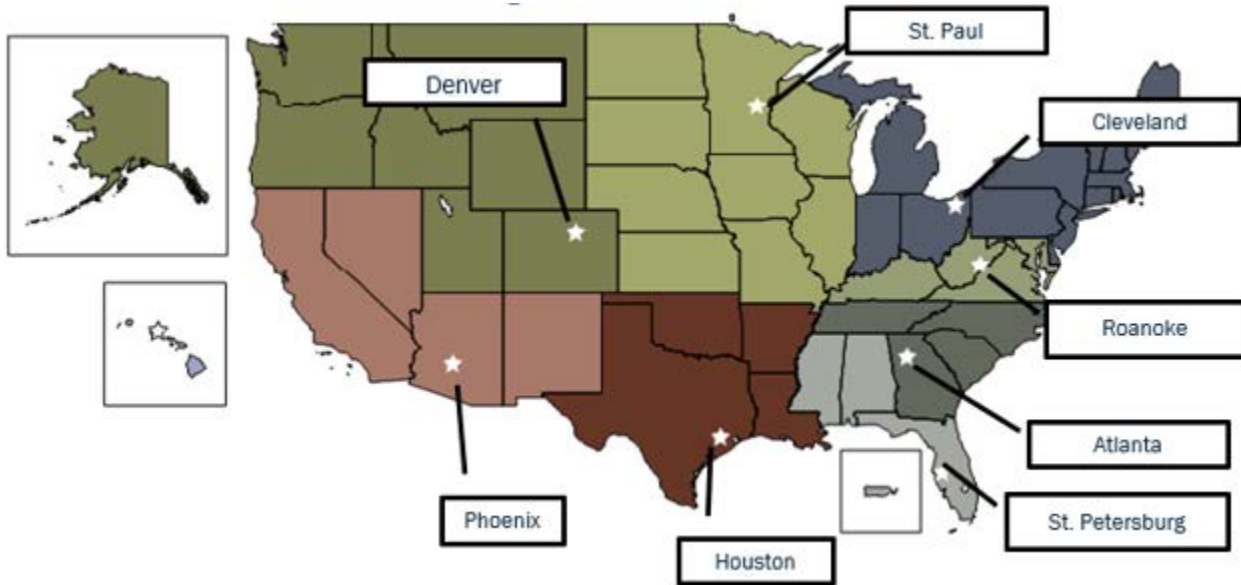 St. Paul
Denver
Cleveland
Roanoke
Atlanta
Phoenix
St. Petersburg
Houston